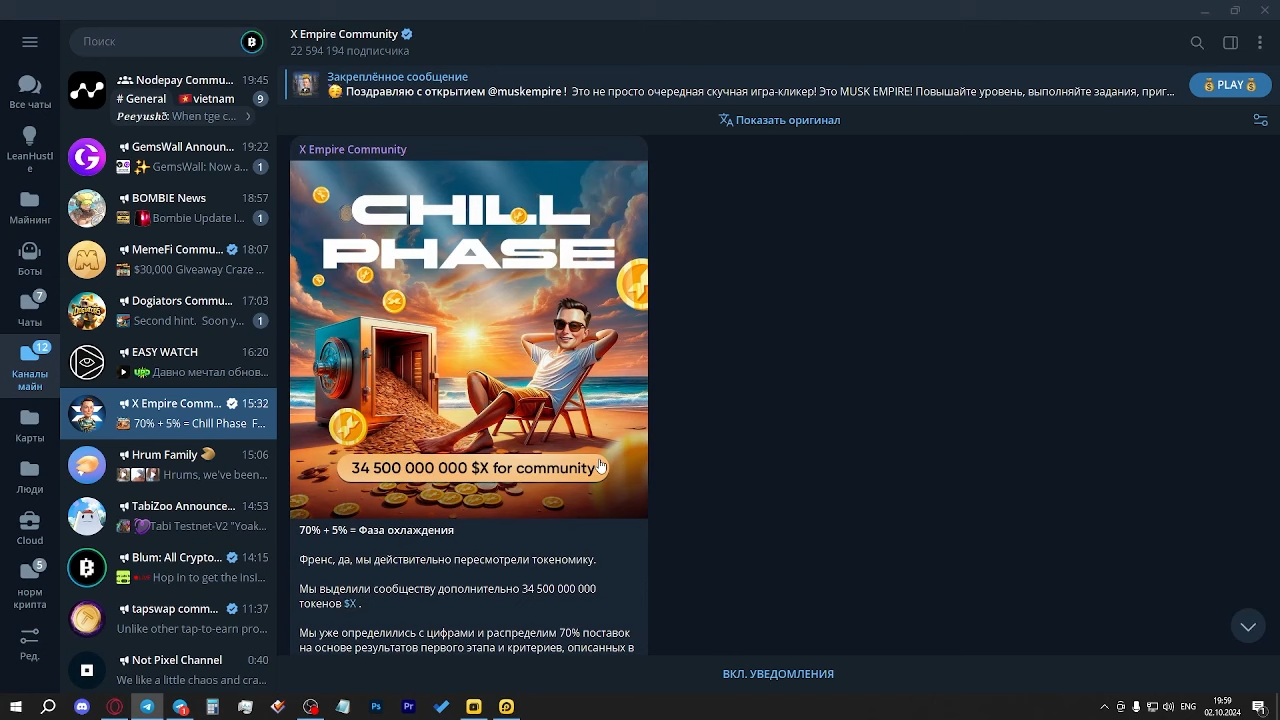 Поиск
X Empire Community
22 594 194 подписчика
Закреплённое сообщение
Поздравляю с открытием @muskempire ! Это не просто очередная скучная игра-кликер! Это MUSK EMPIRE! Повышайте уровень, выполняйте задания, приг...
PLAY
Показать оригинал
Все чаты
LeanHustl
e
Майнинг
Боты
7
Чаты
12
Каналы
майн
Карты
Люди
Cloud
5
норм
крипта
Ред.
Nodepay Commu... 19:45
# General vietnam 9
Peeyush: When tge c...
GemsWall Announ... 19:22
GemsWall: Now a... 1
BOMBIE News 18:57
Bombie Update I... 1
MemeFi Commu... 18:07
$30,000 Giveaway Craze ...
Dogiators Commu... 17:03
Second hint. Soon y... 1
EASY WATCH 16:20
Давно мечтал обнов...
X Empire Comm... 15:32
70% + 5% = Chill Phase F...
Hrum Family 15:06
Hrums, we've been...
TabiZoo Announce... 14:53
Tabi Testnet-V2 "Yoak...
Blum: All Crypto... 14:15
Hop in to get the Insi...
tapswap comm... 11:37
Unlike other tap-to-earn pro...
Not Pixel Channel 0:40
We like a little chaos and cra...
X Empire Community
CHILL
PHASE
34 500 000 000 $X for community
70% + 5% = Фаза охлаждения
Френс, да, мы действительно пересмотрели токеномику.
Мы выделили сообществу дополнительно 34 500 000 000
токенов $X .
Мы уже определились с цифрами и распределим 70% поставок
на основе результатов первого этапа и критериев, описанных в
ВКЛ. УВЕДОМЛЕНИЯ
Ps
Pr
1
ENG
19:59
02.10.2024